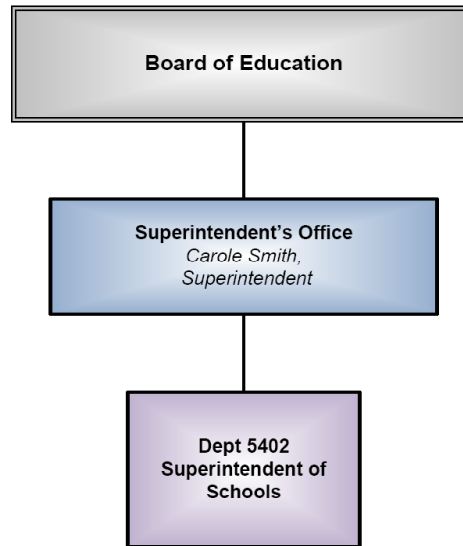 Board of Education
Superintendent’s Office
Carole Smith,
Superintendent
Dept 5402
Superintendent of
Schools